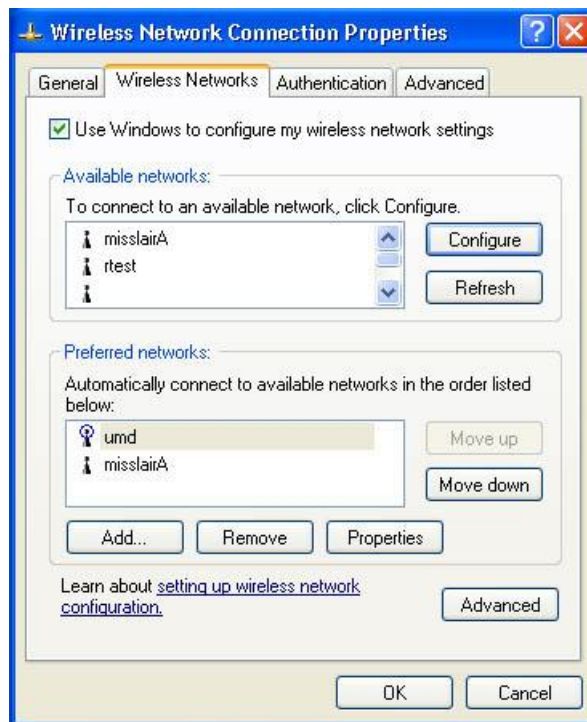 Wireless Network Connection Properties
General Wireless Networks Authentication Advanced
Use Windows to configure my wireless network settings
Available networks:
To connect to an available network, click Configure.
misslairA
rtest
Configure
Refresh
Preferred networks:
Automatically connect to available networks in the order listed
below:
umd
misslairA
Move up
Move down
Add... Remove Properties
Learn about setting up wireless network
configuration.
Advanced
OK Cancel